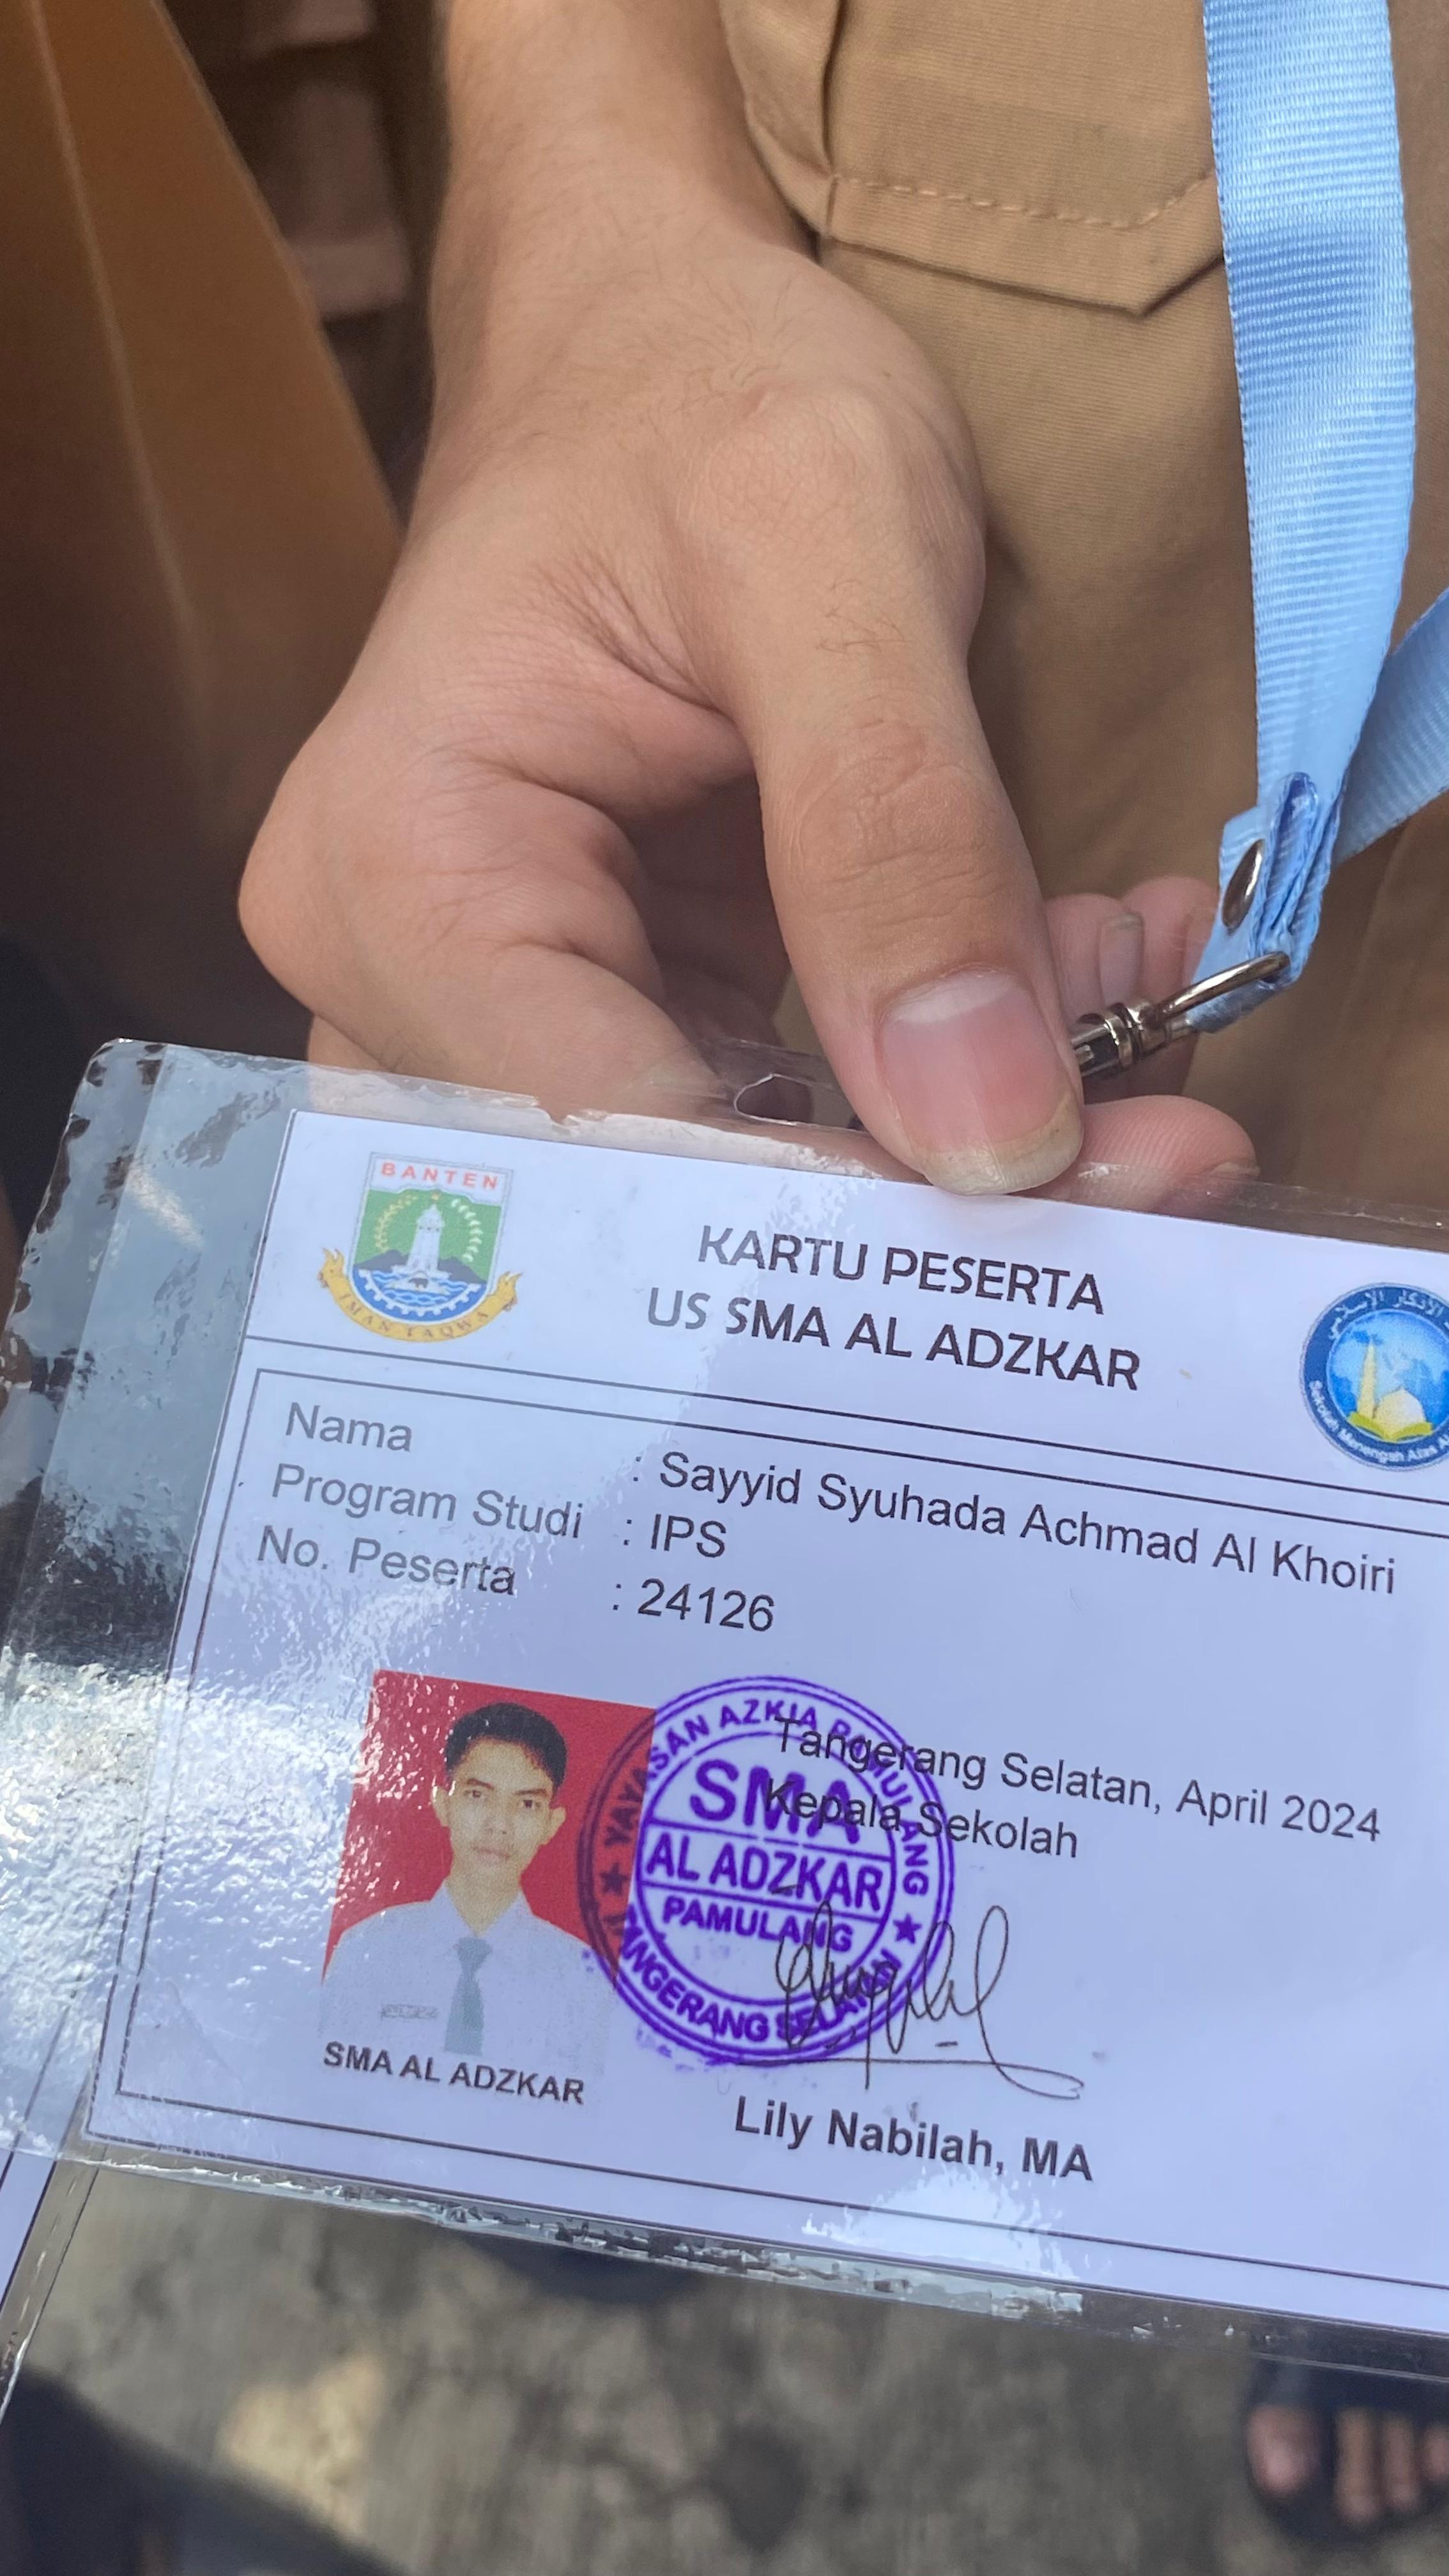 BANTEN
IMAN TAQWA
KARTU PESERTA
US SMA AL ADZKAR
Sekolah Menengah Atas
Nama : Sayyid Syuhada Achmad Al Khoiri
Program Studi : IPS
No. Peserta : 24126
YAYASAN AZKIA PAMULANG
SMA
AL ADZKAR
PAMULANG
TANGERANG SELATAN
Tangerang Selatan, April 2024
Kepala Sekolah
SMA AL ADZKAR
Lily Nabilah, MA